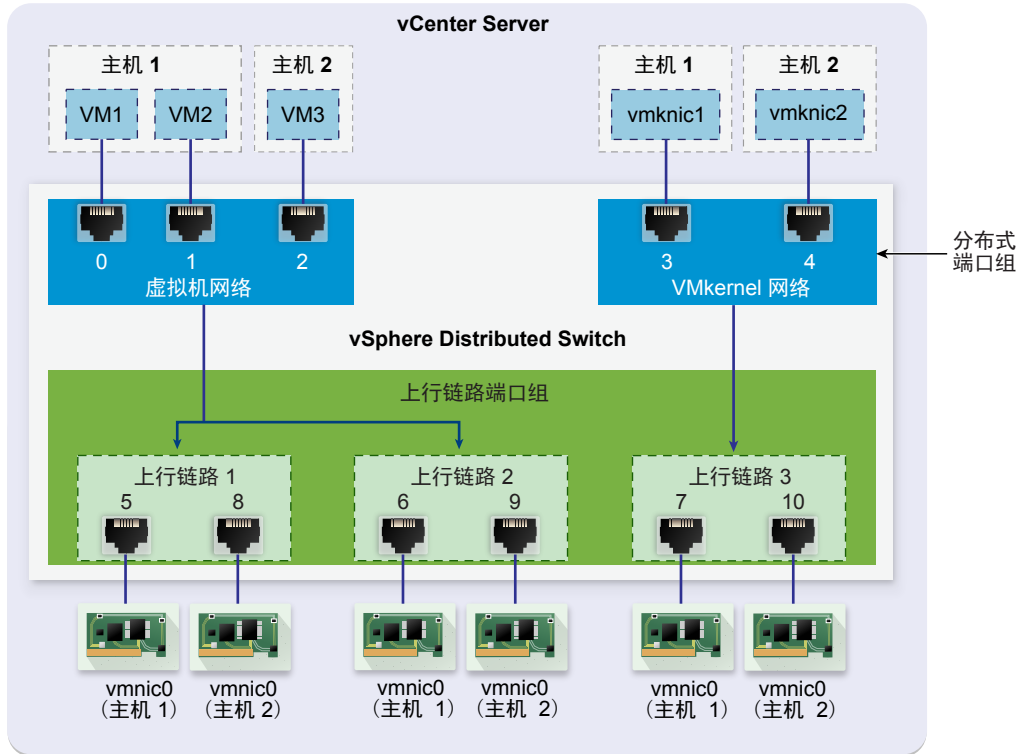 vCenter Server
主机 1
主机 2
主机 1
主机 2
VM1
VM2
VM3
vmknic1
vmknic2
0
1
2
3
4
虚拟机网络
VMkernel 网络
分布式
端口组
vSphere Distributed Switch
上行链路端口组
上行链路 1
上行链路 2
上行链路 3
5
8
6
9
7
10
vmnic0
(主机 1)
vmnic0
(主机 2)
vmnic0
(主机 1)
vmnic0
(主机 2)
vmnic0
(主机 1)
vmnic0
(主机 2)